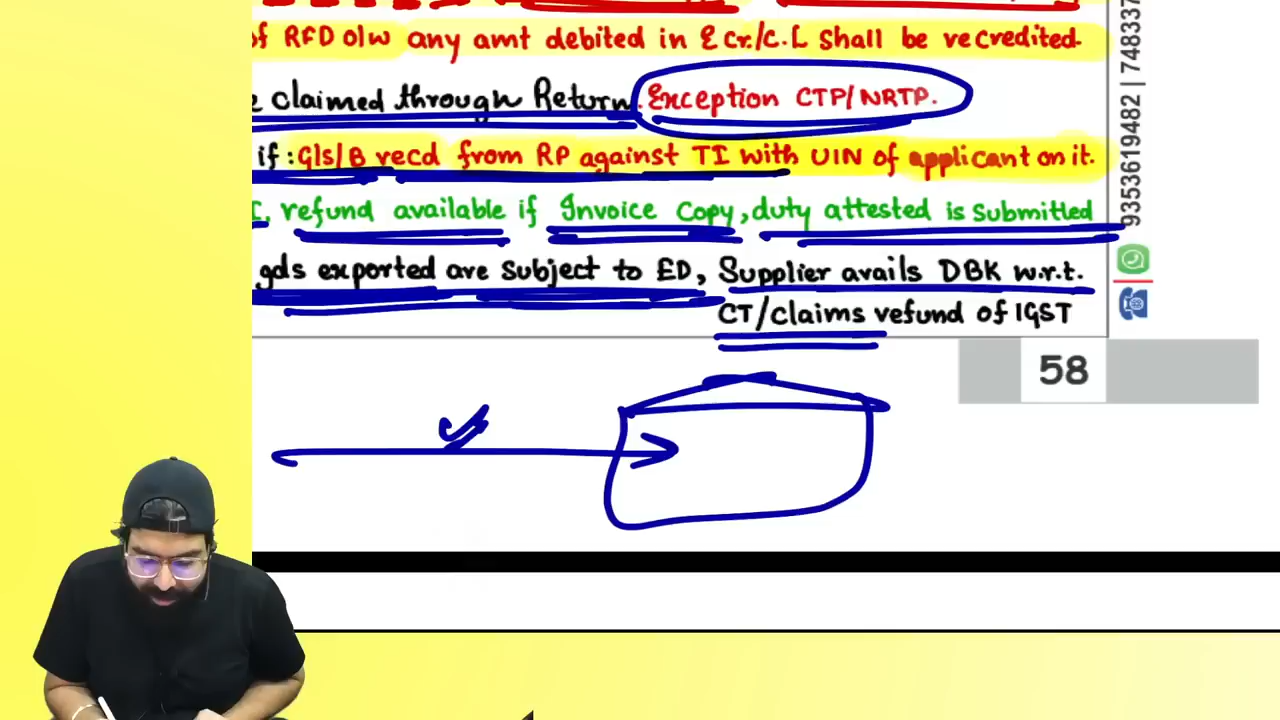 of RFD o/w any amt debited in E Cr./C.L Shall be recredited.
claimed through Return. Exception CTP/NRTP.
if : G/s/B recd from RP against TI with UIN of applicant on it.
refund available if Invoice Copy, duty attested is Submitted
gds exported are Subject to ED, Supplier avails DBK w.r.t.
CT/claims refund of IGST
58
9353619482 | 748337